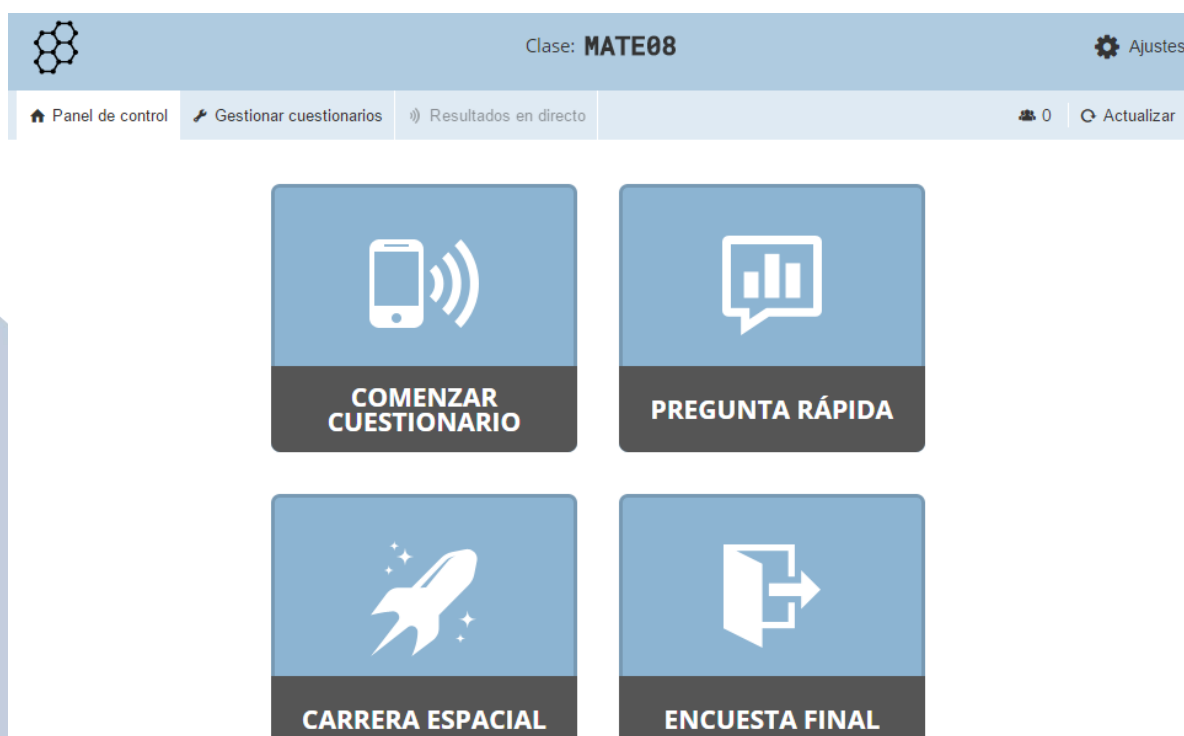 Clase: MATE08
Ajustes
Panel de control
Gestionar cuestionarios
Resultados en directo
0
Actualizar
COMENZAR
CUESTIONARIO
PREGUNTA RÁPIDA
CARRERA ESPACIAL
ENCUESTA FINAL